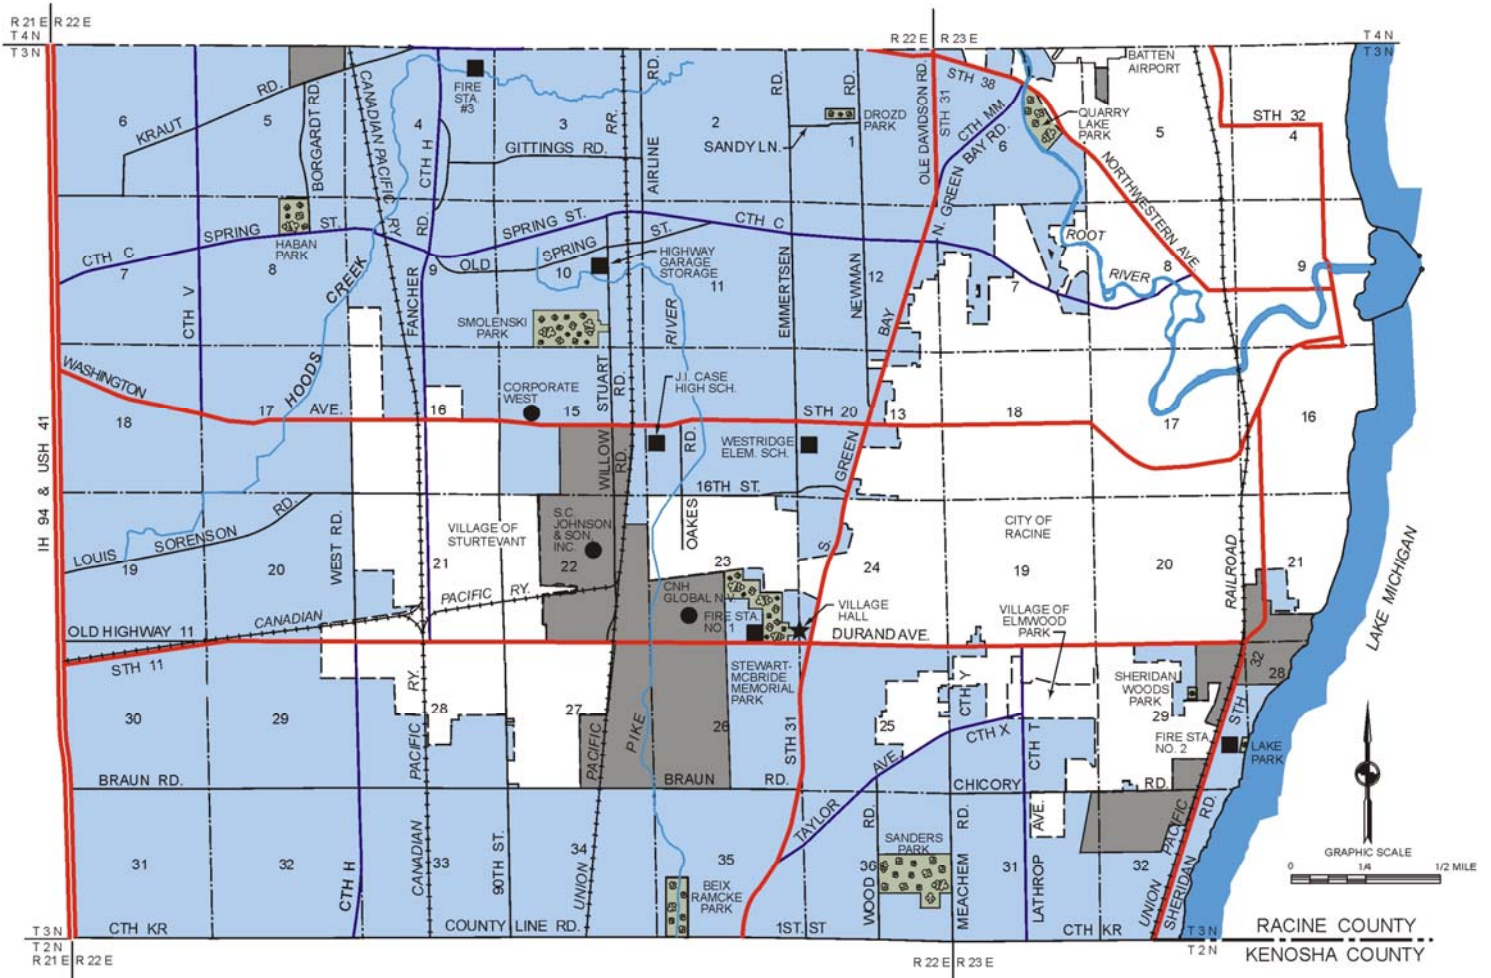 R 21 E R 22 E
T 4 N
T 3 N
R 22 E R 23 E
T 4 N
T 3 N
6
KRAUT
RD.
5
BORGARDT RD.
CANADIAN PACIFIC RY
4
CTH H
RD.
FIRE
STA.
#3
3
GITTINGS RD.
RR.
AIRLINE
RD.
2
RD.
SANDY LN.
RD.
1
DROZD
PARK
OLE DAVIDSON RD.
STH 31
STH 38
CTH MM
BAY RD.
6
N. GREEN
QUARRY
LAKE
PARK
BATTEN
AIRPORT
5
STH 32
4
NORTHWESTERN AVE.
CTH C
7
SPRING
ST.
HABAN
PARK
8
CTH V
HOODS
CREEK
FANCHER
9
OLD
SPRING
ST.
SPRING ST.
10
HIGHWAY
GARAGE
STORAGE
11
CTH C
EMMERTSEN
NEWMAN
12
BAY
7
ROOT
RIVER
8
9
SMOLENSKI
PARK
STUART
RD.
RIVER
WASHINGTON
AVE.
18
17
16
CORPORATE
WEST
15
J.I. CASE
HIGH SCH.
STH 20
13
18
17
16
IH 94 & USH 41
WILLOW
RD.
RD.
WESTRIDGE
ELEM. SCH.
GREEN
16TH ST.
OAKES
S.
LOUIS
SORENSON
RD.
19
20
WEST RD.
VILLAGE OF
STURTEVANT
21
S.C.
JOHNSON
& SON,
INC.
22
23
24
CITY OF
RACINE
19
20
RAILROAD
21
LAKE MICHIGAN
CANADIAN
PACIFIC RY.
CNH
GLOBAL N.V.
FIRE STA.
NO. 1
VILLAGE
HALL
VILLAGE OF
ELMWOOD
PARK
OLD HIGHWAY 11
STH 11
DURAND AVE.
30
29
RY.
28
PACIFIC
27
PACIFIC
PIKE
26
STEWART-
MCBRIDE
MEMORIAL
PARK
STH 31
25
CTH Y
CTH X
CTH T
SHERIDAN
WOODS
PARK
29
FIRE STA.
NO. 2
32
STH
28
LAKE
PARK
BRAUN RD.
BRAUN
RD.
AVE.
TAYLOR
CHICORY
RD.
31
32
CTH H
CANADIAN
33
90TH ST.
34
UNION
35
BEIX
RAMCKE
PARK
RD.
WOOD
36
SANDERS
PARK
RD.
MEACHEM
31
AVE.
LATHROP
32
PACIFIC
UNION
RD.
SHERIDAN
GRAPHIC SCALE
0 1/4 1/2 MILE
T 3 N
T 2 N
CTH KR
COUNTY LINE RD.
1ST. ST
CTH KR
T 3 N
T 2 N
RACINE COUNTY
KENOSHA COUNTY
R 21 E R 22 E
R 22 E R 23 E